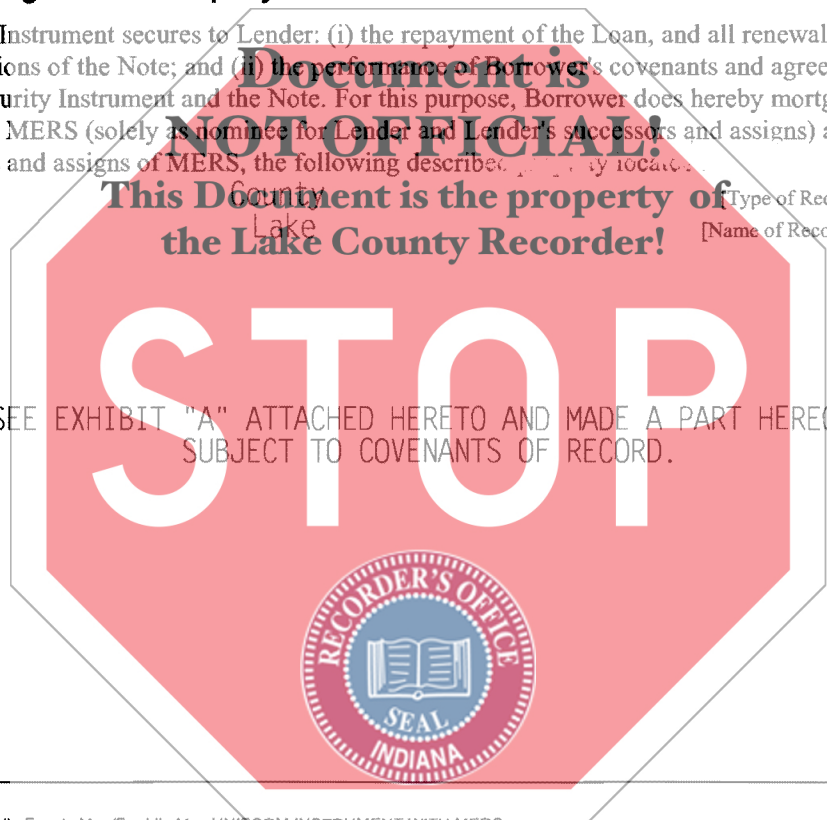 Instrument secures to Lender: (i) the repayment of the Loan, and all renewal
ions of the Note; and (ii) the performance of Borrower's covenants and agree
urity Instrument and the Note. For this purpose, Borrower does hereby mortg
MERS (solely as nominee for Lender and Lender's successors and assigns) a
and assigns of MERS, the following described
Document is
NOT OFFICIAL!
This Document is the property of
the Lake County Recorder!
County
[Type of Rec
Lake
[Name of Reco
STOP
SEE EXHIBIT "A" ATTACHED HERETO AND MADE A PART HEREO
SUBJECT TO COVENANTS OF RECORD.
RECORDER'S OFFICE
SEAL
INDIANA